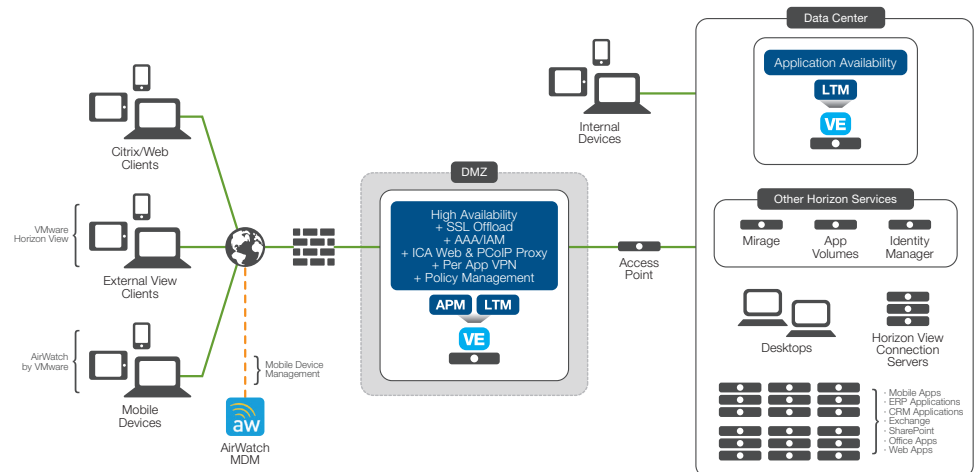 Citrix/Web
Clients
VMware
Horizon View
External View
Clients
AirWatch
by VMware
Mobile
Devices
Mobile Device
Management
aw
AirWatch
MDM
DMZ
High Availability
+ SSL Offload
+ AAA/IAM
+ ICA Web & PCoIP Proxy
+ Per App VPN
+ Policy Management
APM
LTM
VE
Internal
Devices
Access
Point
Data Center
Application Availability
LTM
VE
Other Horizon Services
Mirage
App
Volumes
Identity
Manager
Desktops
Horizon View
Connection
Servers
· Mobile Apps
· ERP Applications
· CRM Applications
· Exchange
· SharePoint
· Office Apps
· Web Apps